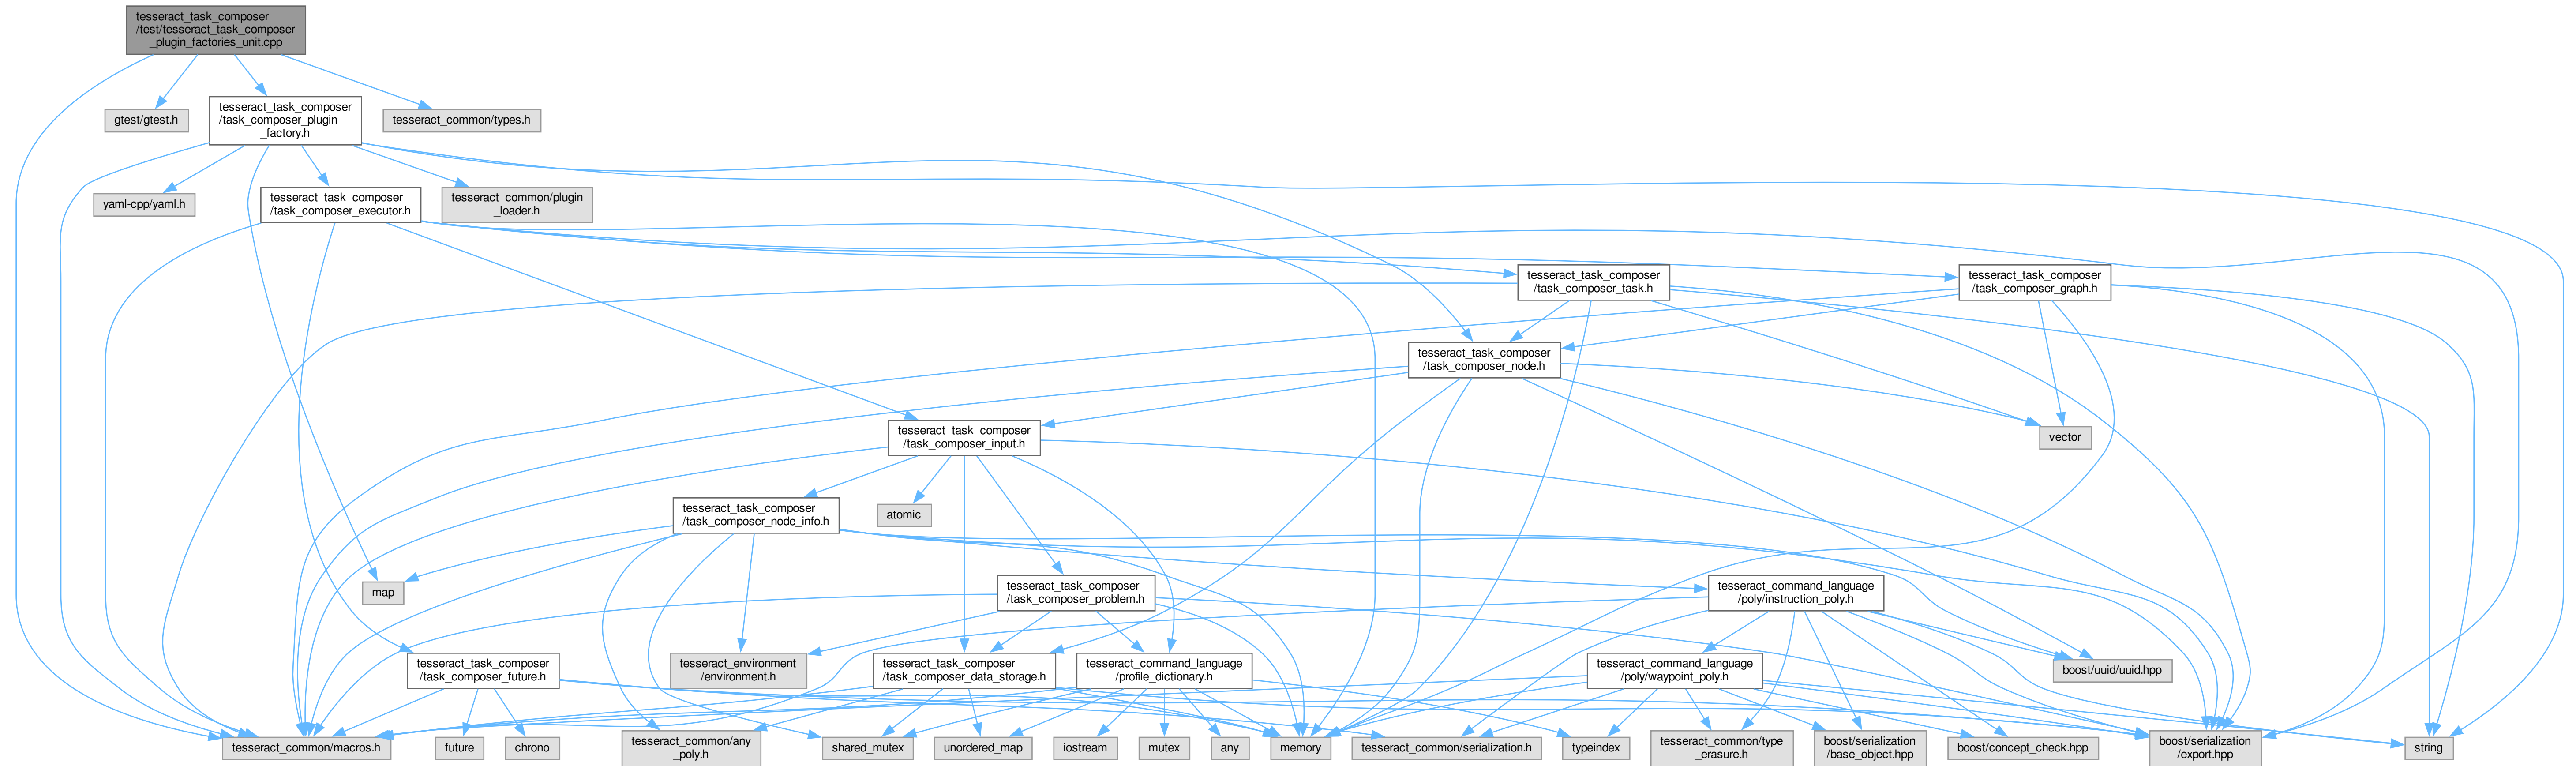 tesseract_task_composer
/test/tesseract_task_composer
_plugin_factories_unit.cpp
gtest/gtest.h
tesseract_task_composer
/task_composer_plugin
_factory.h
tesseract_common/types.h
yaml-cpp/yaml.h
tesseract_task_composer
/task_composer_executor.h
tesseract_common/plugin
_loader.h
tesseract_task_composer
/task_composer_task.h
tesseract_task_composer
/task_composer_graph.h
tesseract_task_composer
/task_composer_node.h
tesseract_task_composer
/task_composer_input.h
vector
tesseract_task_composer
/task_composer_node_info.h
atomic
map
tesseract_task_composer
/task_composer_problem.h
tesseract_command_language
/poly/instruction_poly.h
tesseract_task_composer
/task_composer_future.h
tesseract_environment
/environment.h
tesseract_task_composer
/task_composer_data_storage.h
tesseract_command_language
/profile_dictionary.h
tesseract_command_language
/poly/waypoint_poly.h
boost/uuid/uuid.hpp
tesseract_common/macros.h
future
chrono
tesseract_common/any
_poly.h
shared_mutex
unordered_map
iostream
mutex
any
memory
tesseract_common/serialization.h
typeindex
tesseract_common/type
_erasure.h
boost/serialization
/base_object.hpp
boost/concept_check.hpp
boost/serialization
/export.hpp
string